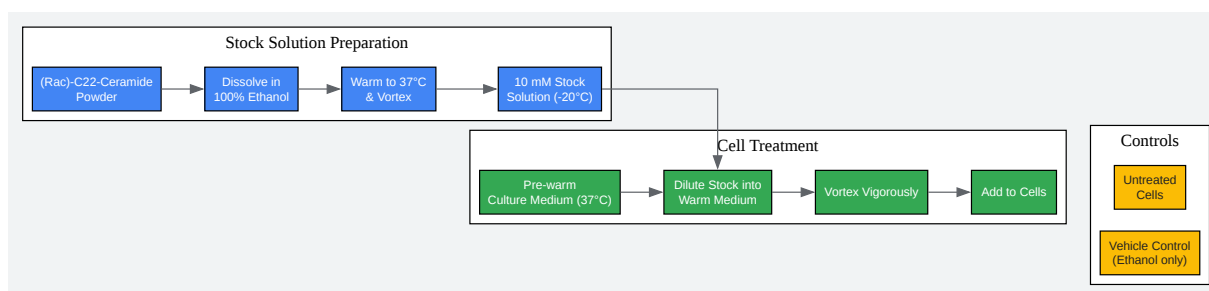 Stock Solution Preparation
(Rac)-C22-Ceramide
Powder
Dissolve in
100% Ethanol
Warm to 37°C
& Vortex
10 mM Stock
Solution (-20°C)
Cell Treatment
Pre-warm
Culture Medium (37°C)
Dilute Stock into
Warm Medium
Vortex Vigorously
Add to Cells
Controls
Untreated
Cells
Vehicle Control
(Ethanol only)